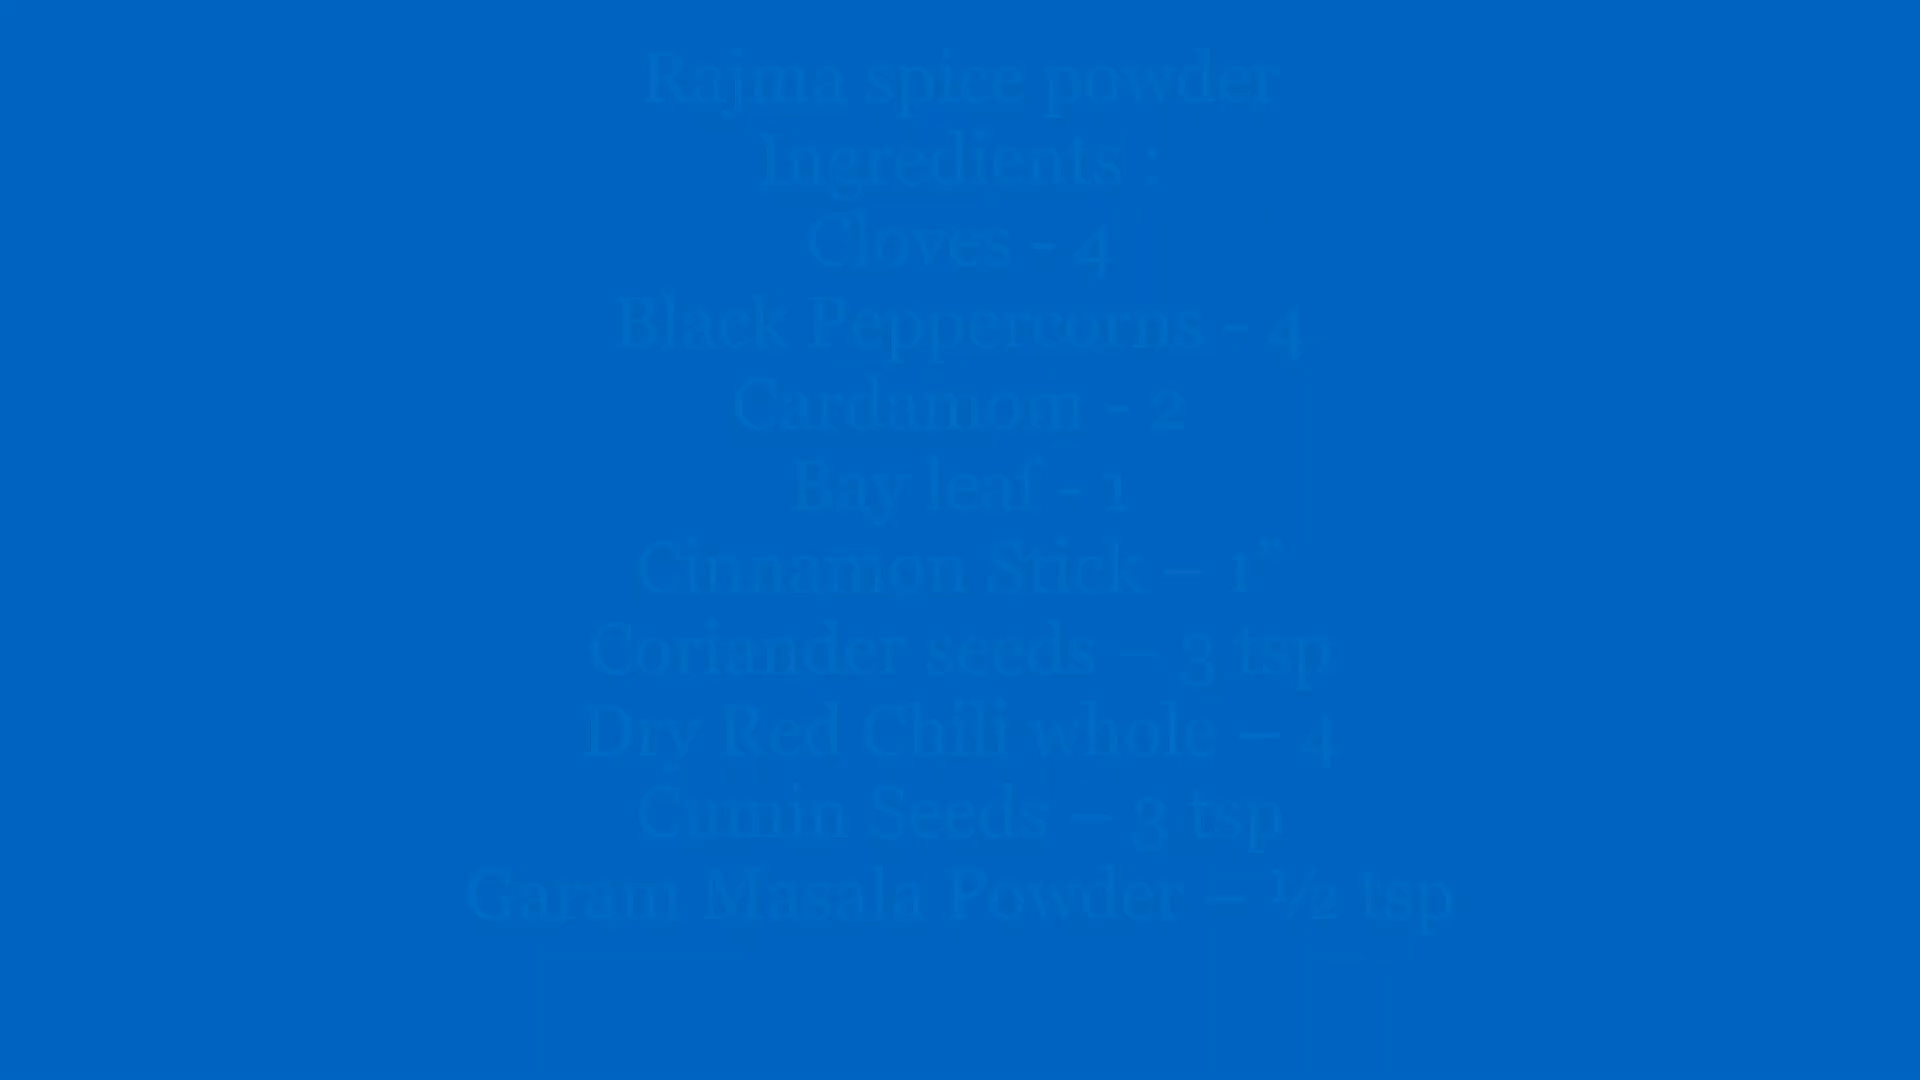 Rajma spice powder
Ingredients :
Cloves - 4
Black Peppercorns - 4
Cardamom - 2
Bay leaf - 1
Cinnamon Stick – 1”
Coriander seeds – 3 tsp
Dry Red Chili whole – 4
Cumin Seeds – 3 tsp
Garam Masala Powder – ½ tsp